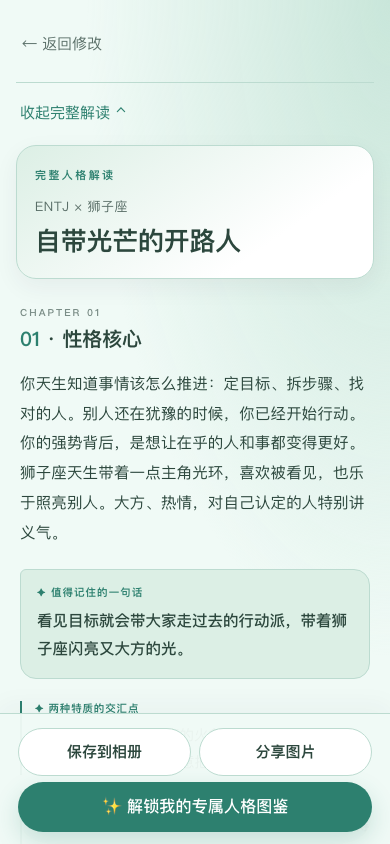 ← 返回修改
收起完整解读 ^
完整人格解读
ENTJ × 狮子座
自带光芒的开路人
CHAPTER 01
01 · 性格核心
你天生知道事情该怎么推进：定目标、拆步骤、找
对的人。别人还在犹豫的时候，你已经开始行动。
你的强势背后，是想让在乎的人和事都变得更好。
狮子座天生带着一点主角光环，喜欢被看见，也乐
于照亮别人。大方、热情，对自己认定的人特别讲
义气。
✦ 值得记住的一句话
看见目标就会带大家走过去的行动派，带着狮
子座闪亮又大方的光。
✦ 两种特质的交汇点
保存到相册
分享图片
✨ 解锁我的专属人格图鉴